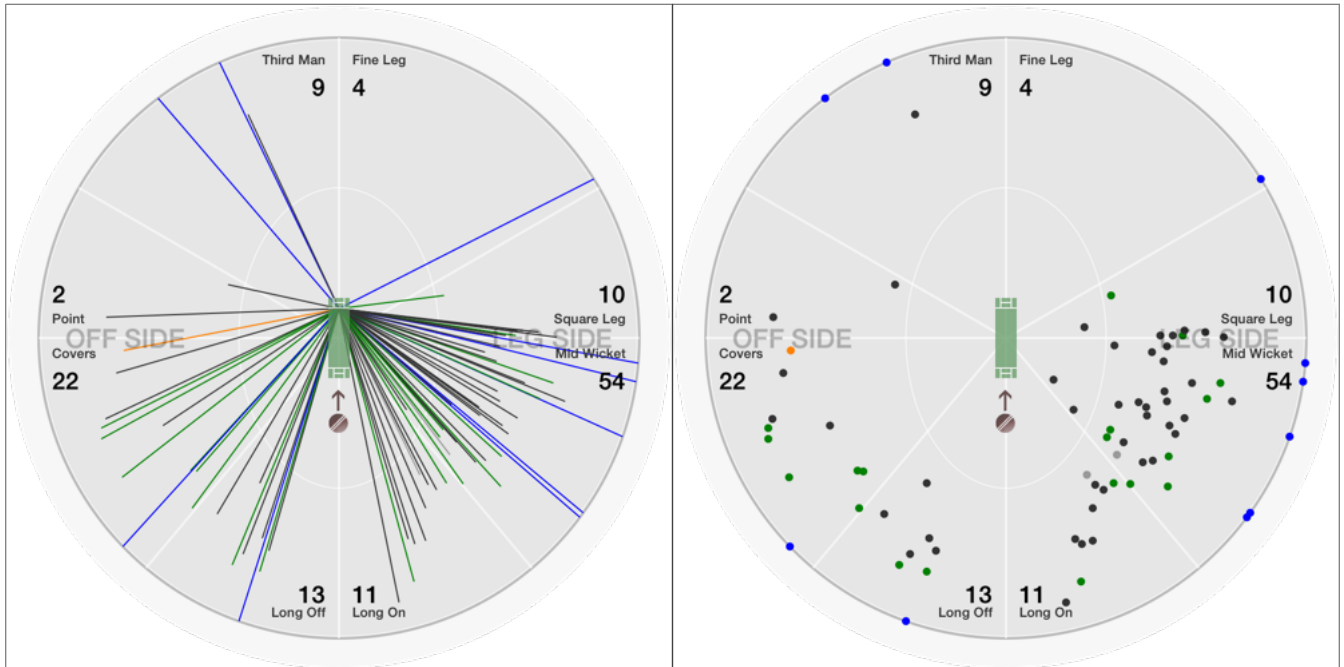 Third Man Fine Leg
9 4
2 10
Point Square Leg
OFF SIDE LEG SIDE
Covers Mid Wicket
22 54
13 11
Long Off Long On
Third Man Fine Leg
9 4
2 10
Point Square Leg
OFF SIDE LEG SIDE
Covers Mid Wicket
22 54
13 11
Long Off Long On